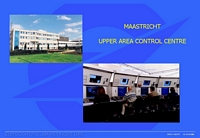 MAASTRICHT
UPPER AREA CONTROL CENTRE